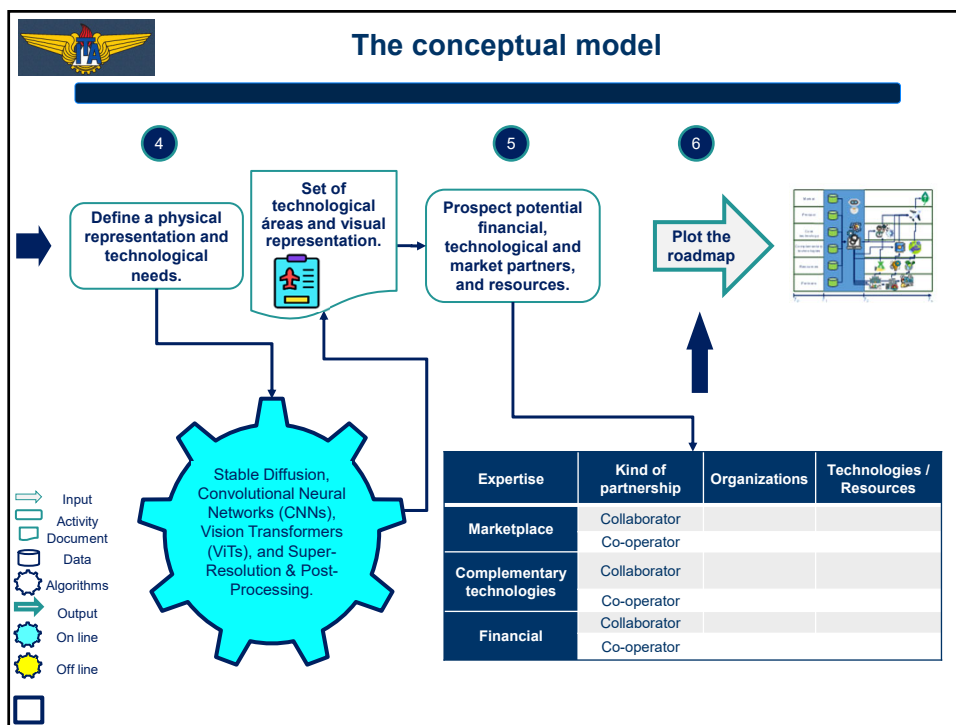 ITA
The conceptual model
4
5
6
Define a physical
representation and
technological
needs.
Set of
technological
áreas and visual
representation.
Prospect potential
financial,
technological and
market partners,
and resources.
Plot the
roadmap
Stable Diffusion,
Convolutional Neural
Networks (CNNs),
Vision Transformers
(ViTs), and Super-
Resolution & Post-
Processing.
Input
Activity
Document
Data
Algorithms
Output
On line
Off line
Expertise
Kind of
partnership
Organizations
Technologies /
Resources
Marketplace
Collaborator
Co-operator
Complementary
technologies
Collaborator
Co-operator
Financial
Collaborator
Co-operator